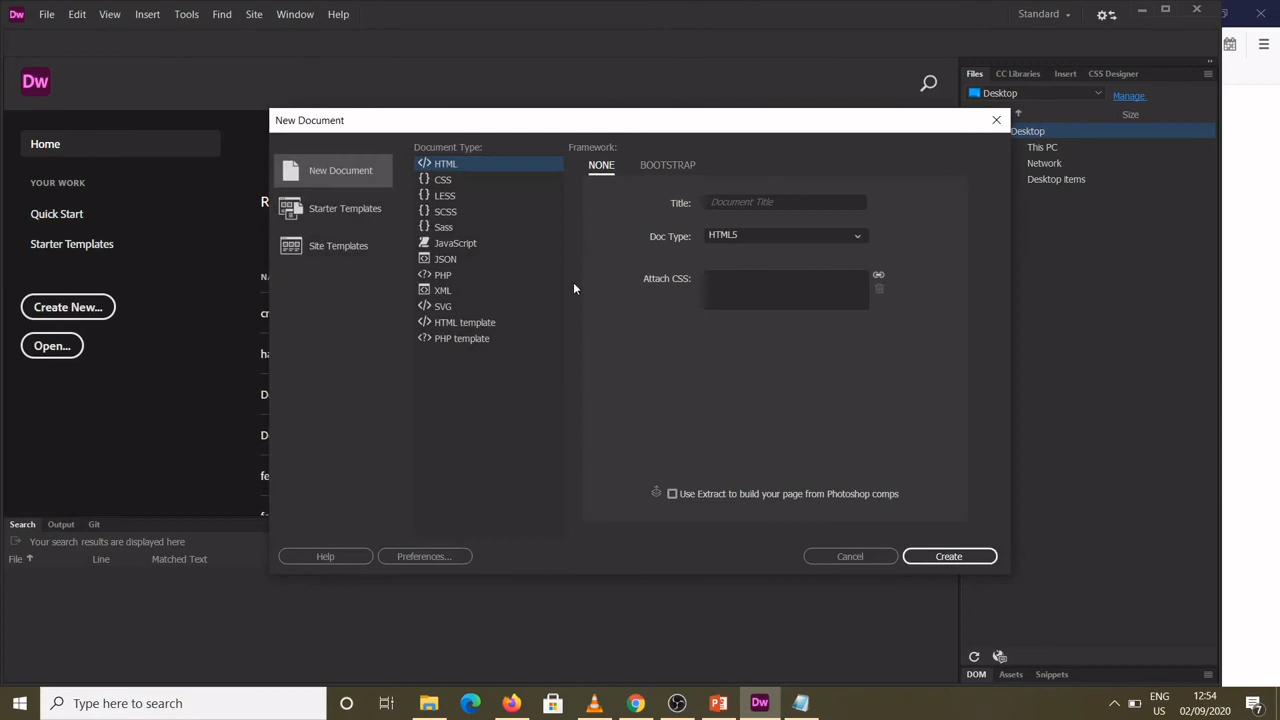 Dw File Edit View Insert Tools Find Site Window Help Standard
Files CC Libraries Insert CSS Designer
Dw
Desktop Manage
Size
New Document
Desktop
Home
Document Type: Framework:
This PC
HTML NONE BOOTSTRAP
Network
New Document
CSS
Desktop items
YOUR WORK
LESS
Title: Document Title
Starter Templates
SCSS
Quick Start
Sass
Doc Type: HTML5
Starter Templates
Site Templates
JavaScript
JSON
PHP
Attach CSS:
XML
Create New...
SVG
HTML template
PHP template
Open...
Use Extract to build your page from Photoshop comps
Search Output Git
Your search results are displayed here
File Line Matched Text
Help Preferences... Cancel Create
DOM Assets Snippets
Type here to search
Dw
ENG 12:54
UK 02/09/2020
7